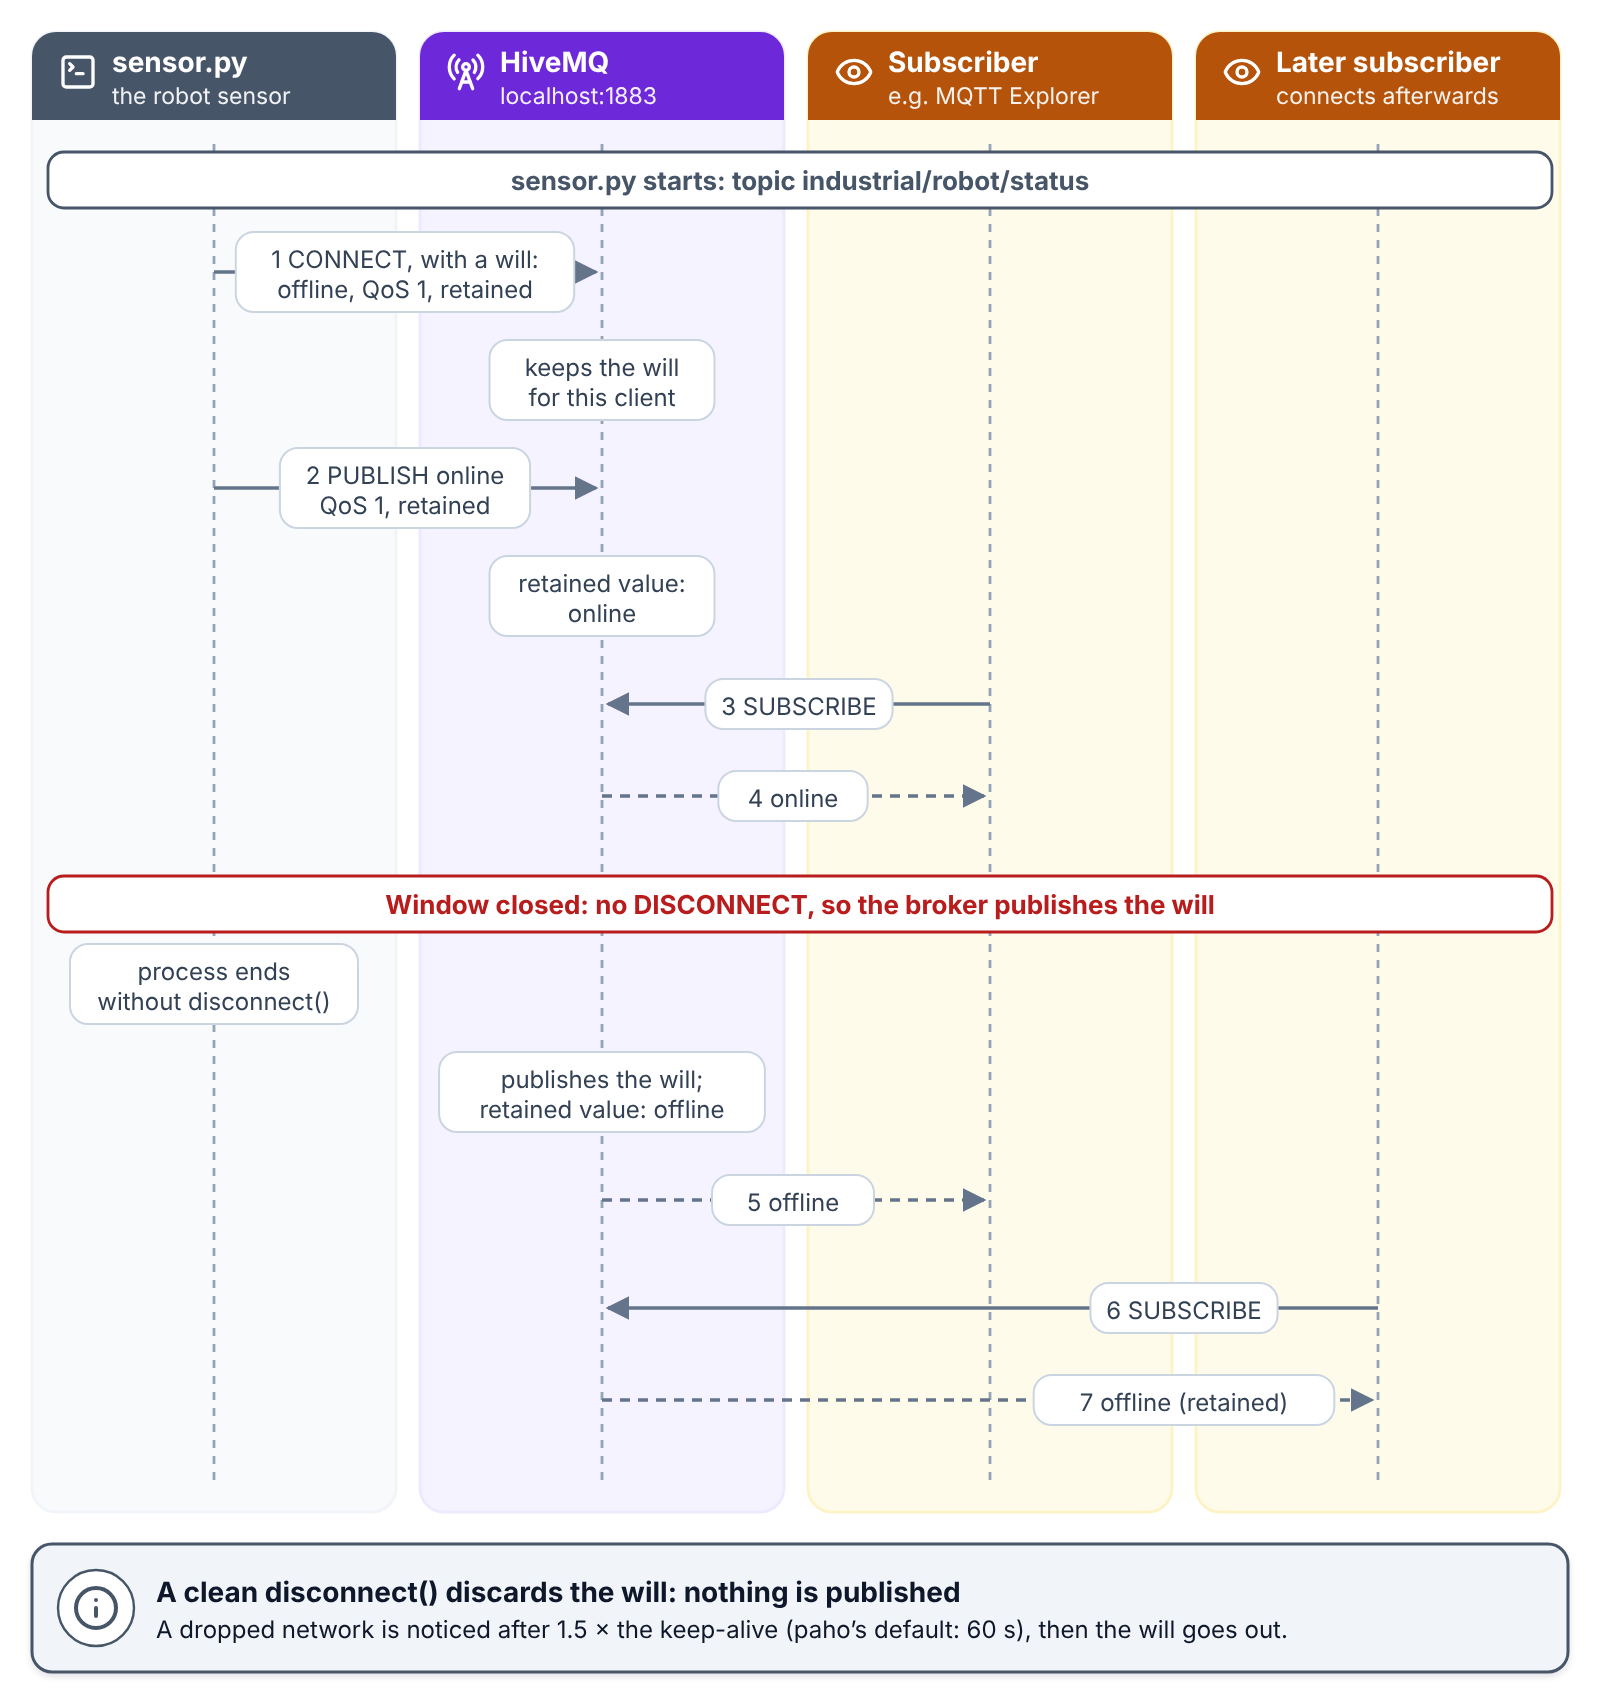 sensor.py
the robot sensor
HiveMQ
localhost:1883
Subscriber
e.g. MQTT Explorer
Later subscriber
connects afterwards
sensor.py starts: topic industrial/robot/status
1 CONNECT, with a will:
offline, QoS 1, retained
keeps the will
for this client
2 PUBLISH online
QoS 1, retained
retained value:
online
3 SUBSCRIBE
4 online
Window closed: no DISCONNECT, so the broker publishes the will
process ends
without disconnect()
publishes the will;
retained value: offline
5 offline
6 SUBSCRIBE
7 offline (retained)
A clean disconnect() discards the will: nothing is published
A dropped network is noticed after 1.5 × the keep-alive (paho’s default: 60 s), then the will goes out.